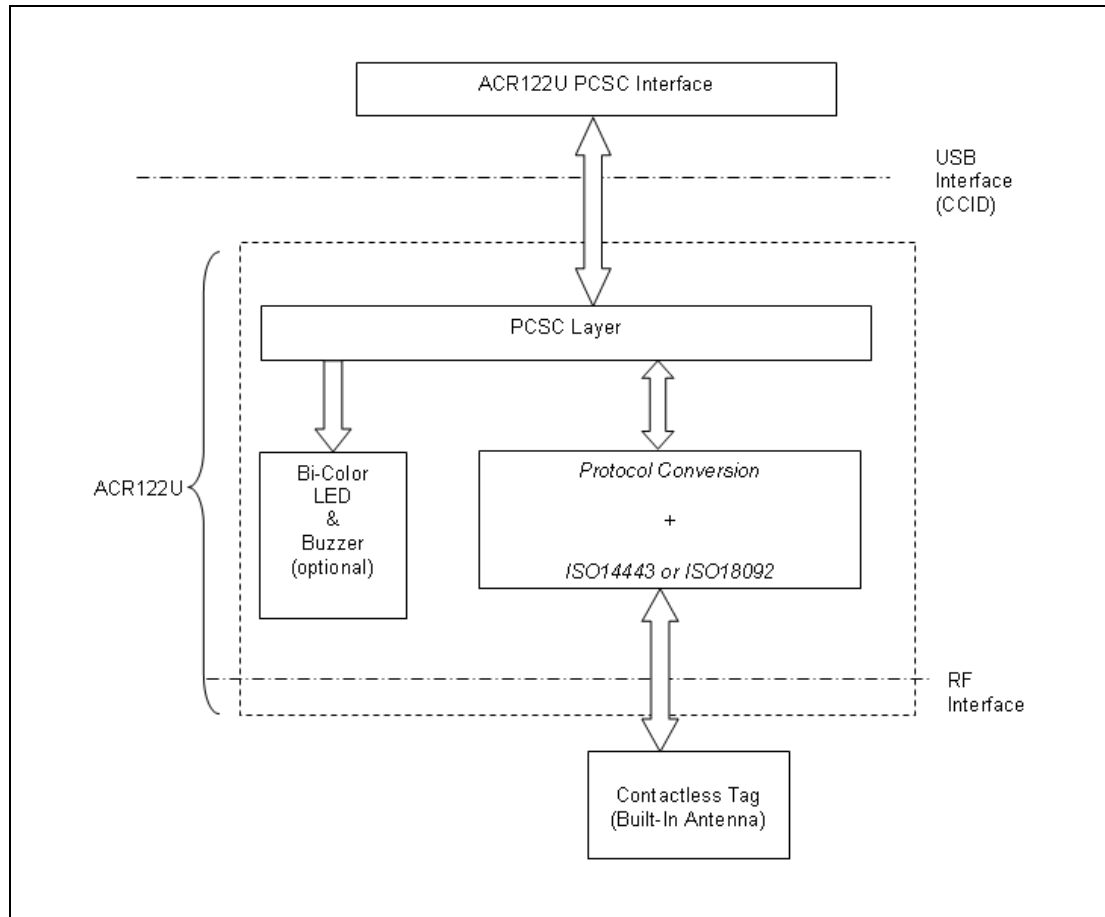 ACR122U PCSC Interface
USB
Interface
(CCID)
PCSC Layer
ACR122U
Bi-Color
LED
&
Buzzer
(optional)
Protocol Conversion
+
ISO14443 or ISO18092
RF
Interface
Contactless Tag
(Built-In Antenna)